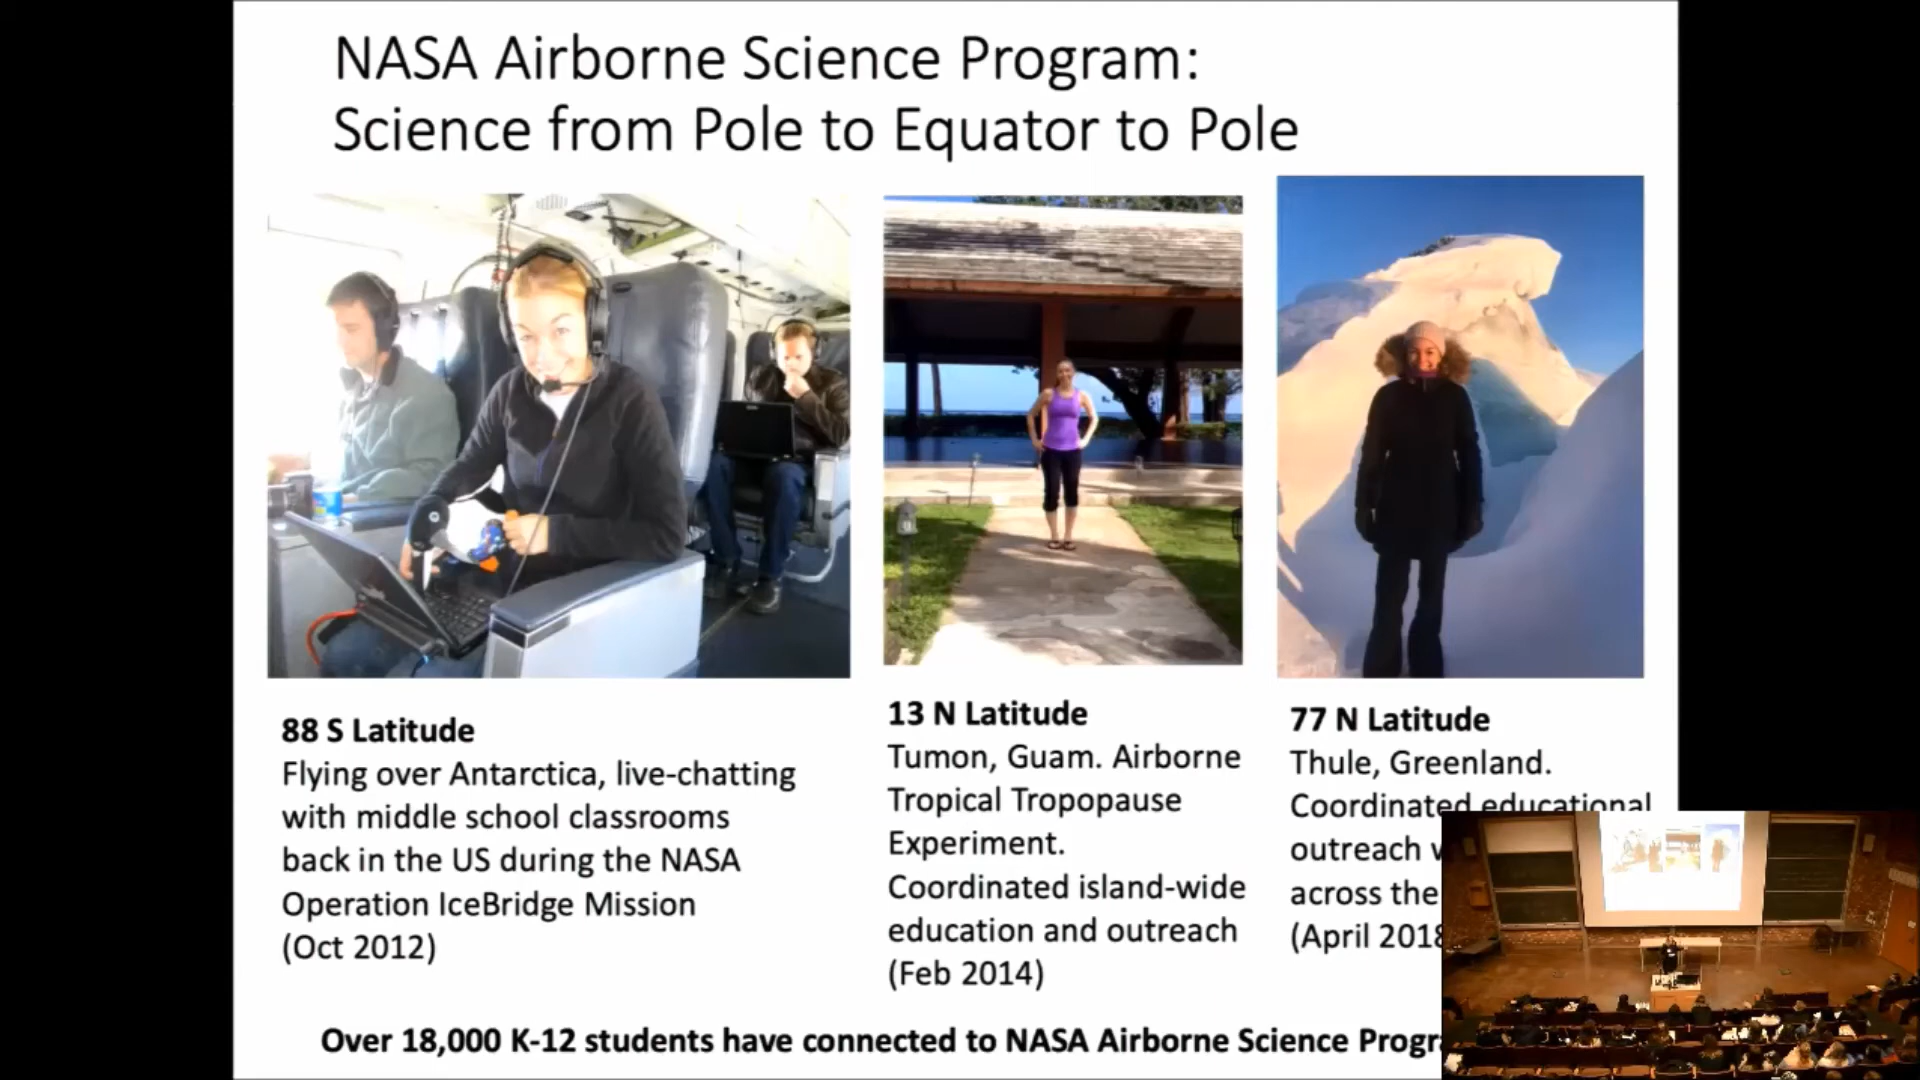 NASA Airborne Science Program:
Science from Pole to Equator to Pole
88 S Latitude
Flying over Antarctica, live-chatting
with middle school classrooms
back in the US during the NASA
Operation IceBridge Mission
(Oct 2012)
13 N Latitude
Tumon, Guam. Airborne
Tropical Tropopause
Experiment.
Coordinated island-wide
education and outreach
(Feb 2014)
77 N Latitude
Thule, Greenland.
Coordinated educational
outreach
across the
(April 2018
Over 18,000 K-12 students have connected to NASA Airborne Science